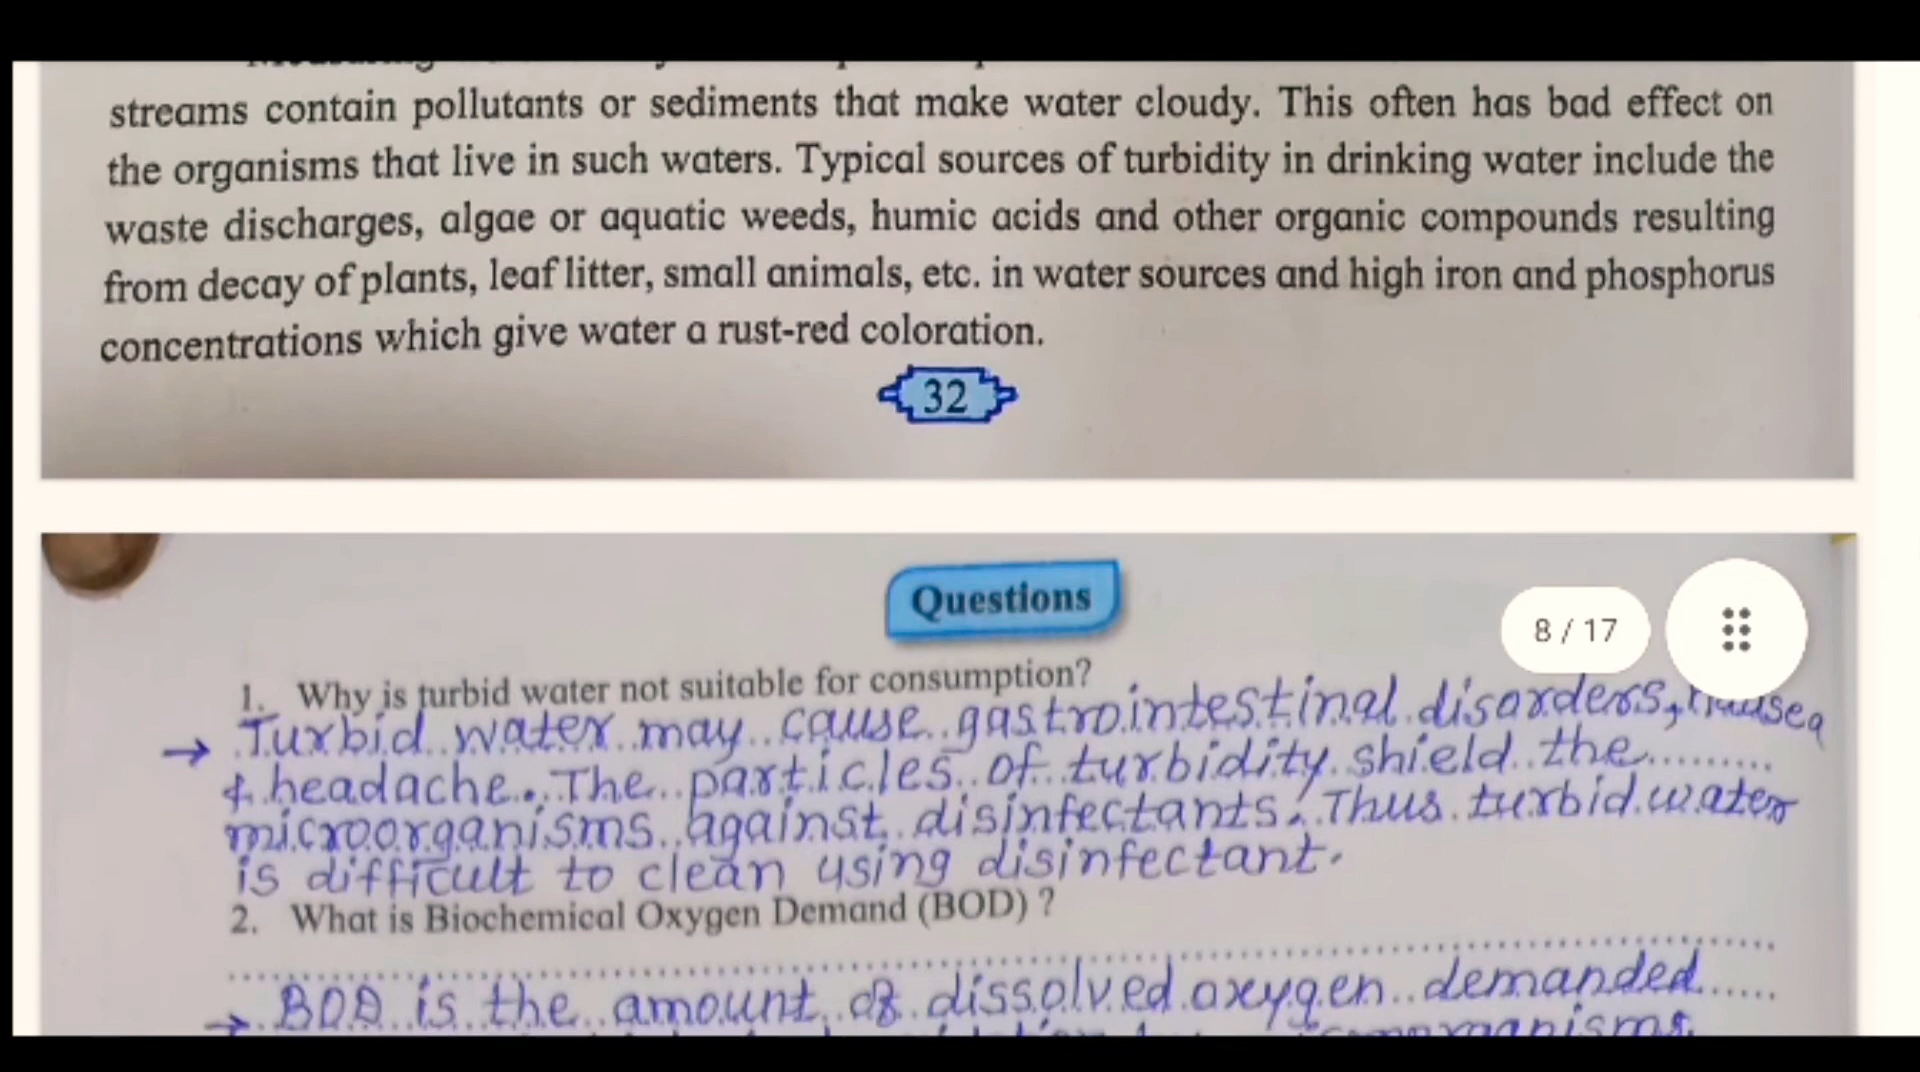 streams contain pollutants or sediments that make water cloudy. This often has bad effect on
the organisms that live in such waters. Typical sources of turbidity in drinking water include the
waste discharges, algae or aquatic weeds, humic acids and other organic compounds resulting
from decay of plants, leaf litter, small animals, etc. in water sources and high iron and phosphorus
concentrations which give water a rust-red coloration.
32
Questions
8 / 17
1. Why is turbid water not suitable for consumption?
→ Turbid water may cause gastrointestinal disorders, nausea
& headache. The particles of turbidity shield the
microorganisms against disinfectants. Thus turbid water
is difficult to clean using disinfectant.
2. What is Biochemical Oxygen Demand (BOD) ?
→ BOD is the amount of dissolved oxygen demanded